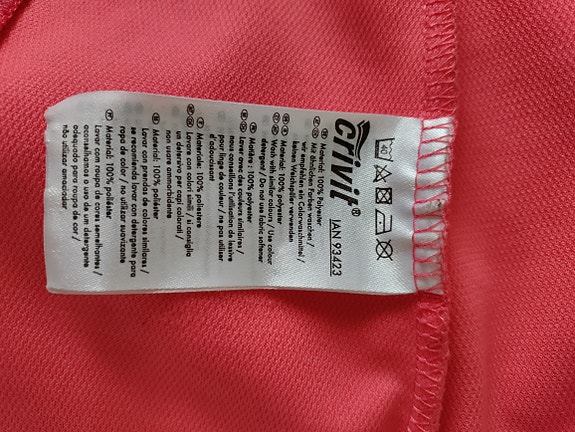 40
crivit®
IAN 93423
Material: 100% Polyester
Mit ähnlichen Farben waschen /
wir empfehlen ein Colorwaschmittel /
keinen Weichspüler verwenden
Material: 100% polyester
Wash with similar colours / Use colour
detergent / Do not use fabric softener
Matière: 100% polyester
Laver avec des couleurs similaires /
nous conseillons l'utilisation de lessive
pour linge de couleur / ne pas utiliser
d'adoucissant
Materiale: 100% poliestere
Lavare con colori simili / si consiglia
un detersivo per capi colorati /
non usare ammorbidente
Material: 100% poliéster
Lavar con prendas de colores similares /
se recomienda lavar con detergente para
ropa de color / no utilizar suavizante
Material: 100% poliéster
Lavar com roupa de cores semelhantes /
aconselhamos o uso de um detergente
adequado para roupa de cor /
não utilizar amaciador